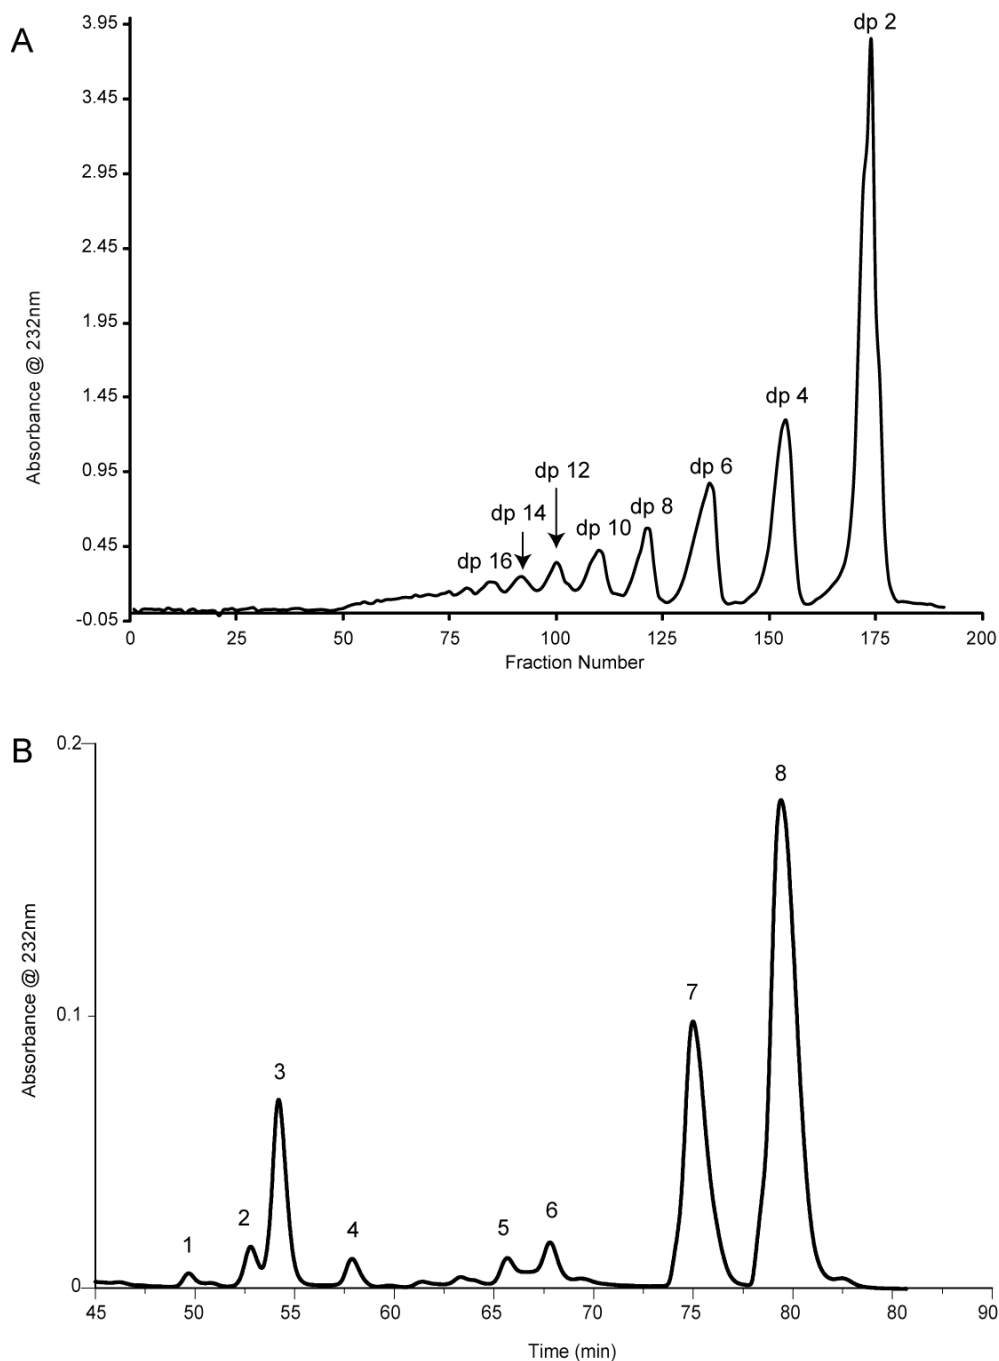 A
3.95
3.45
2.95
2.45
1.95
1.45
0.95
0.45
-0.05
Absorbance @ 232nm
dp 2
dp 4
dp 6
dp 8
dp 10
dp 12
dp 14
dp 16
0 25 50 75 100 125 150 175 200
Fraction Number
B
0.2
0.1
0
Absorbance @ 232nm
1
2
3
4
5
6
7
8
45 50 55 60 65 70 75 80 80 90
Time (min)